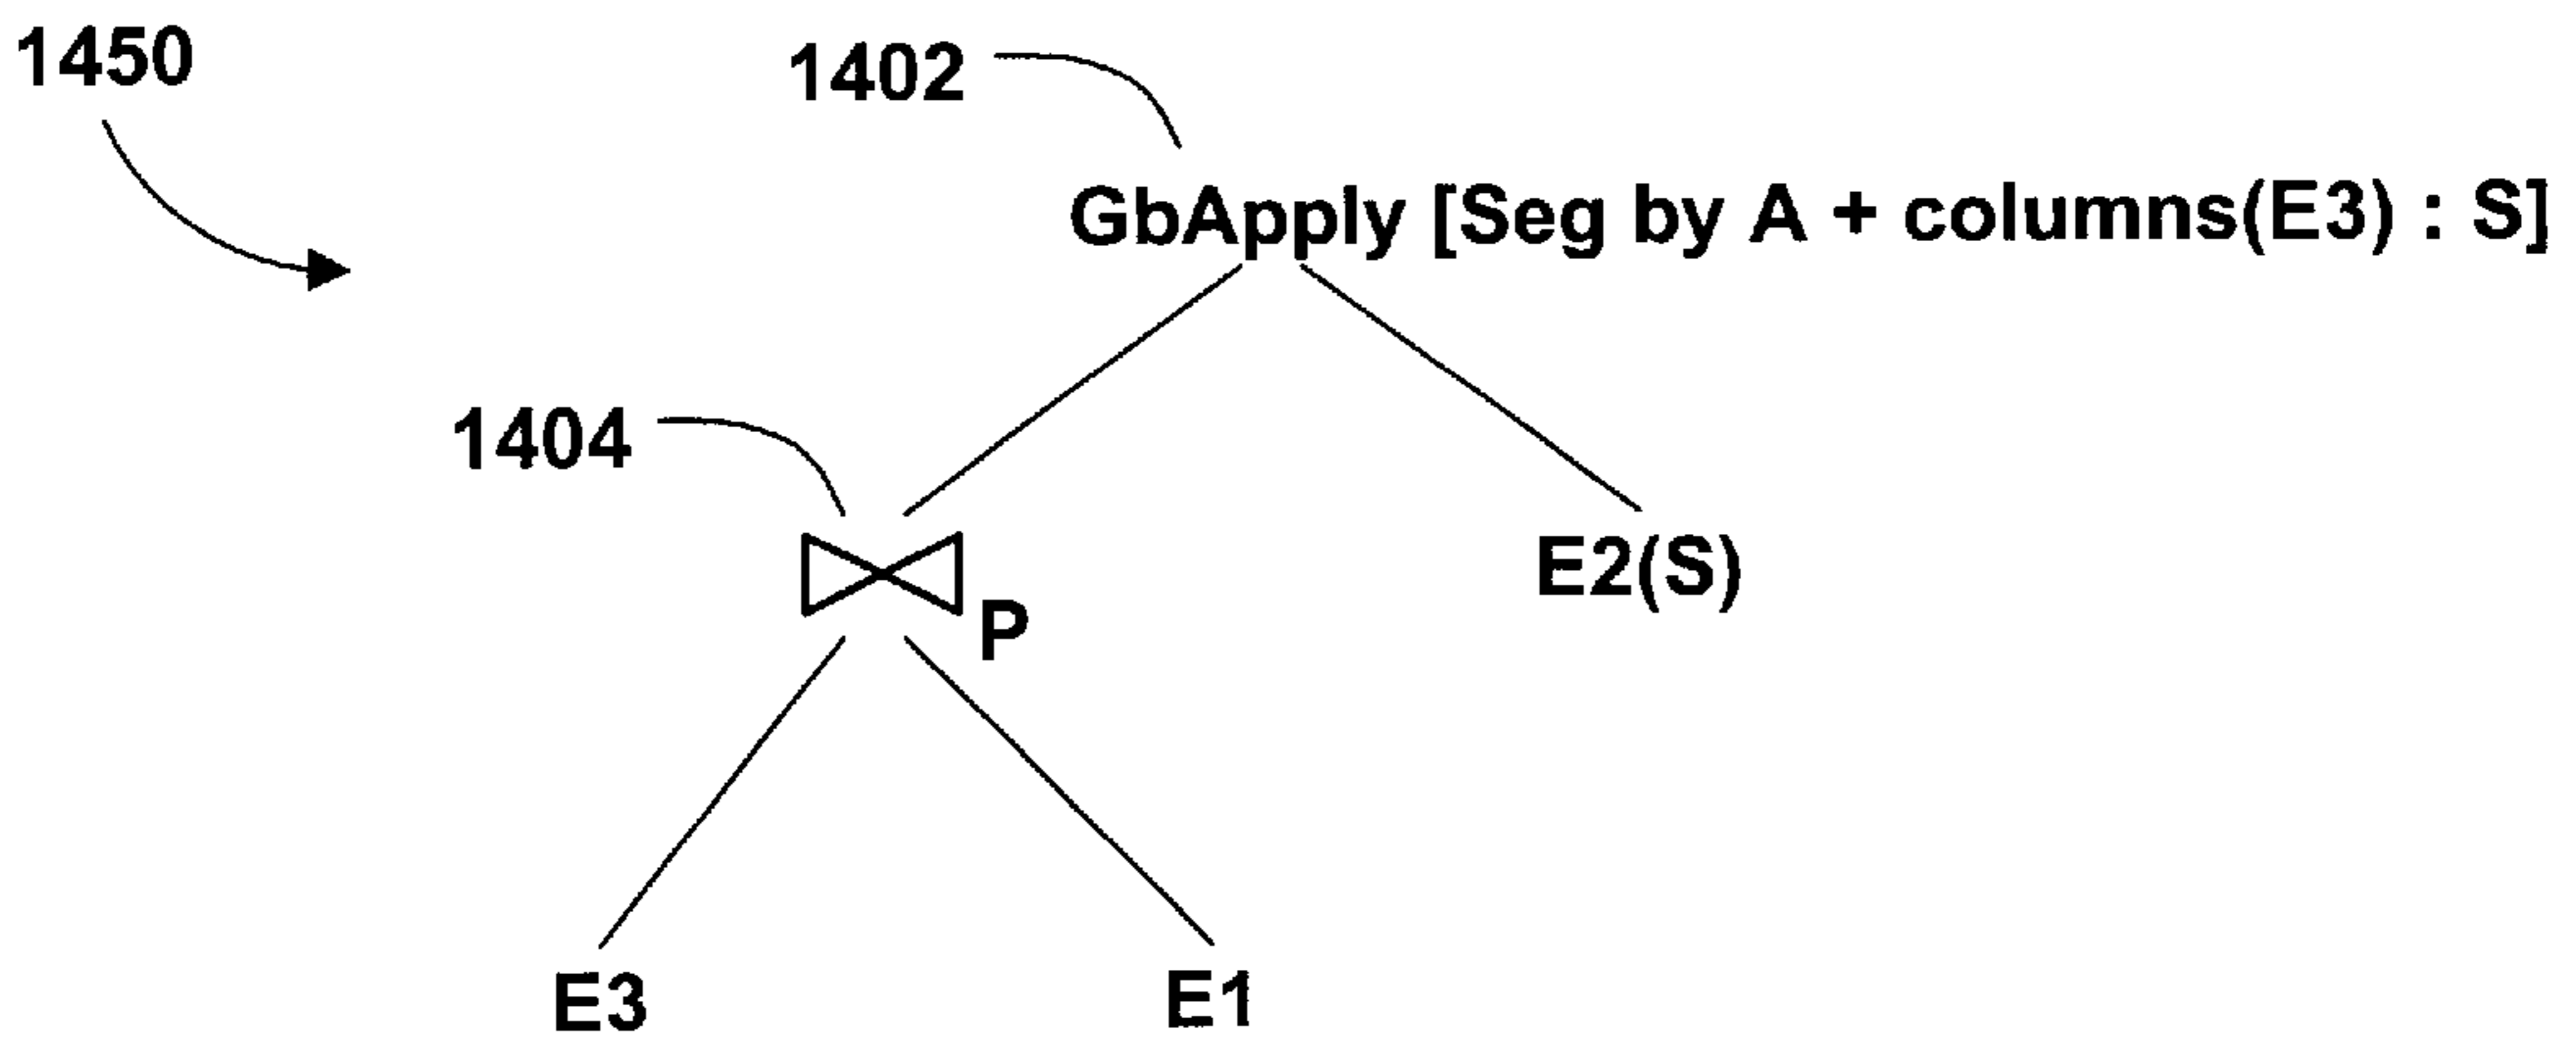 1450
1402
GbApply [Seg by A + columns(E3) : S]
1404
P
E2(S)
E3
E1